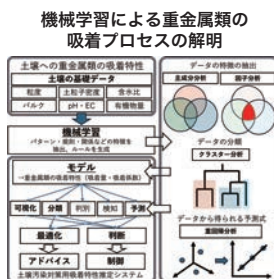 機械学習による重金属類の
吸着プロセスの解明
土壌への重金属類の吸着特性
土壌の基礎データ
粒度
土粒子密度
含水比
バルク
pH・EC
有機物量
機械学習
パターン・規則・関係などの特徴を
抽出、ルールを生成
モデル
→重金属類の吸着特性(吸着量・吸着係数)
可視化
分類
判別
検知
予測
最適化
判断
アドバイス
制御
土壌汚染対策用吸着特性推定システム
データの特徴の抽出
主成分分析
因子分析
データの分類
クラスター分析
データから得られる予測式
重回帰分析